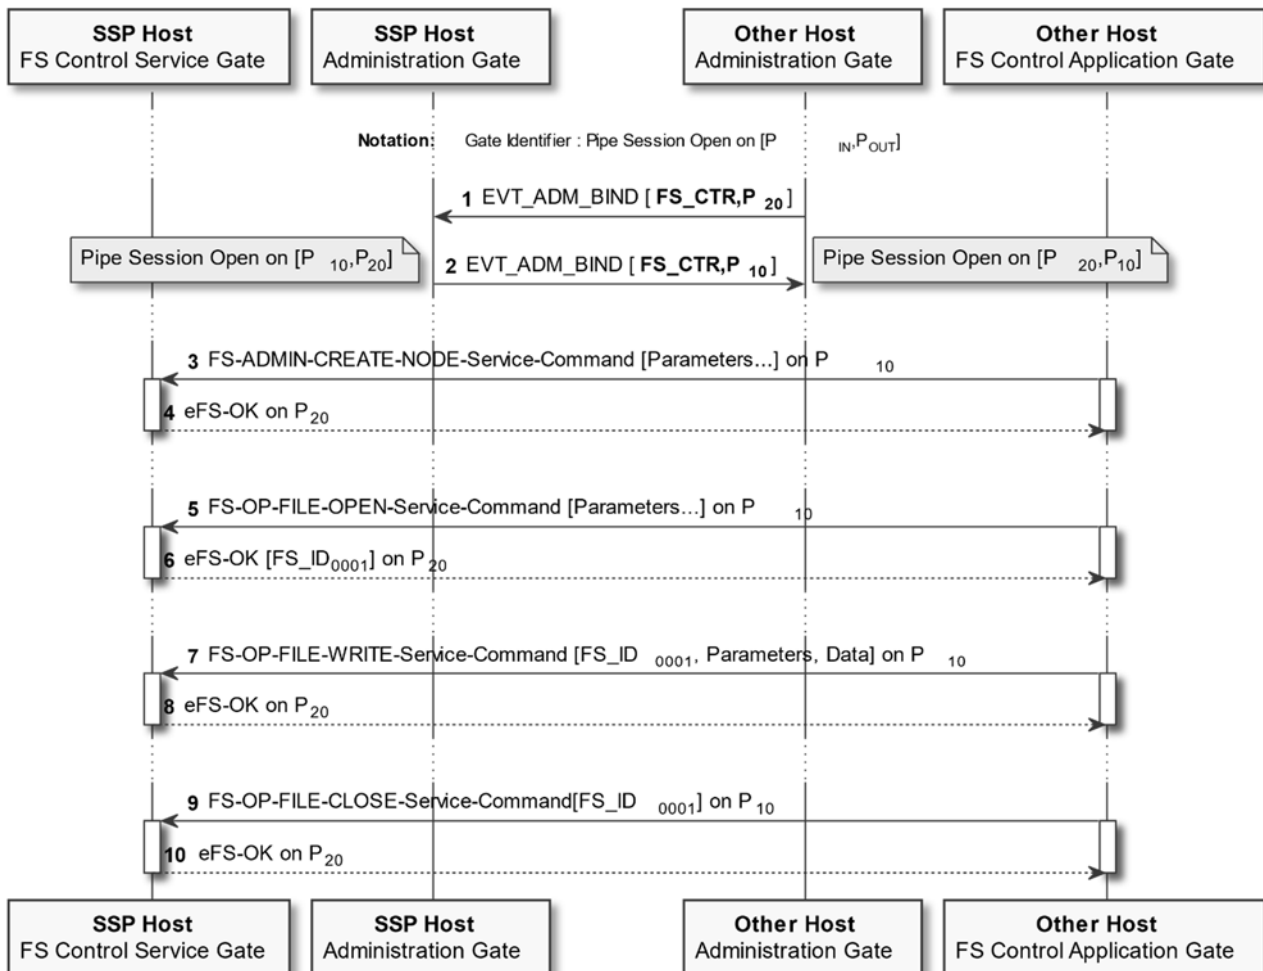 SSP Host
FS Control Service Gate
SSP Host
Administration Gate
Other Host
Administration Gate
Other Host
FS Control Application Gate
Notation: Gate Identifier : Pipe Session Open on [P IN,POUT]
1 EVT_ADM_BIND [ FS_CTR,P 20 ]
Pipe Session Open on [P 10,P20]
2 EVT_ADM_BIND [ FS_CTR,P 10 ]
Pipe Session Open on [P 20,P10]
3 FS-ADMIN-CREATE-NODE-Service-Command [Parameters...] on P 10
4 eFS-OK on P20
5 FS-OP-FILE-OPEN-Service-Command [Parameters...] on P 10
6 eFS-OK [FS_ID0001] on P20
7 FS-OP-FILE-WRITE-Service-Command [FS_ID 0001, Parameters, Data] on P 10
8 eFS-OK on P20
9 FS-OP-FILE-CLOSE-Service-Command[FS_ID 0001] on P10
10 eFS-OK on P20
SSP Host
FS Control Service Gate
SSP Host
Administration Gate
Other Host
Administration Gate
Other Host
FS Control Application Gate